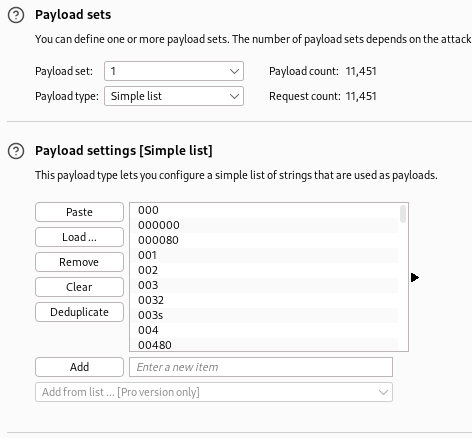 Payload sets
You can define one or more payload sets. The number of payload sets depends on the attack
Payload set: 1 Payload count: 11,451
Payload type: Simple list Request count: 11,451
Payload settings [Simple list]
This payload type lets you configure a simple list of strings that are used as payloads.
Paste
Load ...
Remove
Clear
Deduplicate
000
000000
000080
001
002
003
0032
003s
004
00480
Add Enter a new item
Add from list ... [Pro version only]